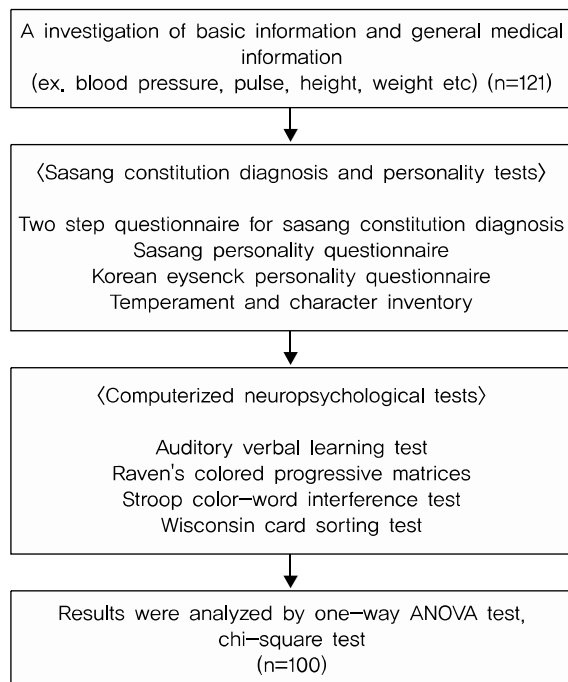 A investigation of basic information and general medical
information
(ex. blood pressure, pulse, height, weight etc) (n=121)
〈Sasang constitution diagnosis and personality tests〉
Two step questionnaire for sasang constitution diagnosis
Sasang personality questionnaire
Korean eysenck personality questionnaire
Temperament and character inventory
〈Computerized neuropsychological tests〉
Auditory verbal learning test
Raven's colored progressive matrices
Stroop color-word interference test
Wisconsin card sorting test
Results were analyzed by one-way ANOVA test,
chi-square test
(n=100)